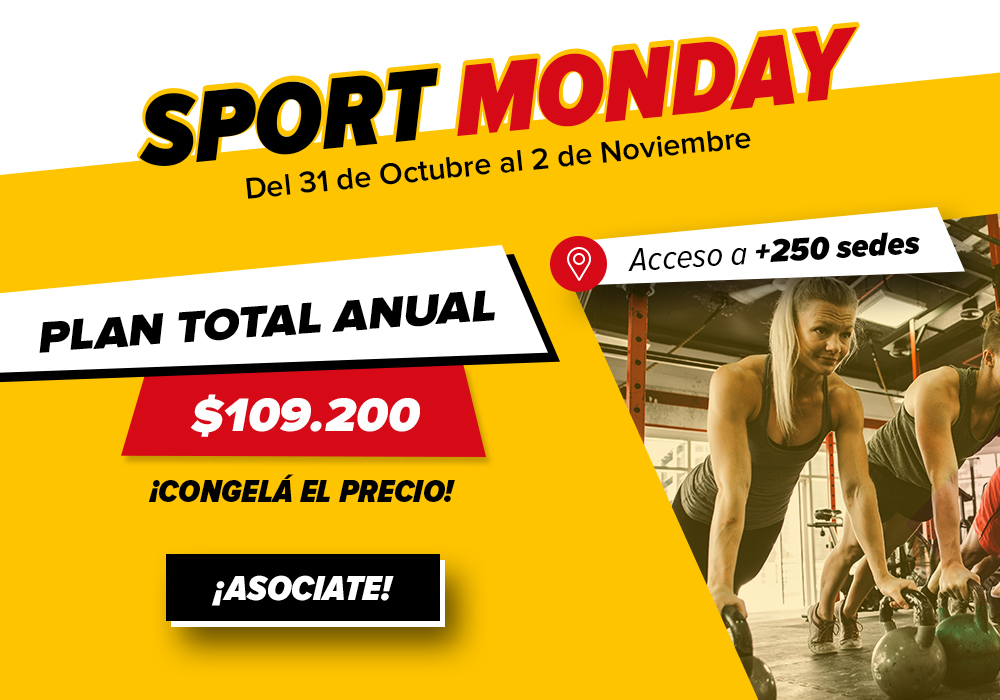 SPORT MONDAY
Del 31 de Octubre al 2 de Noviembre
Acceso a +250 sedes
PLAN TOTAL ANUAL
$109.200
¡CONGELÁ EL PRECIO!
¡ASOCIATE!